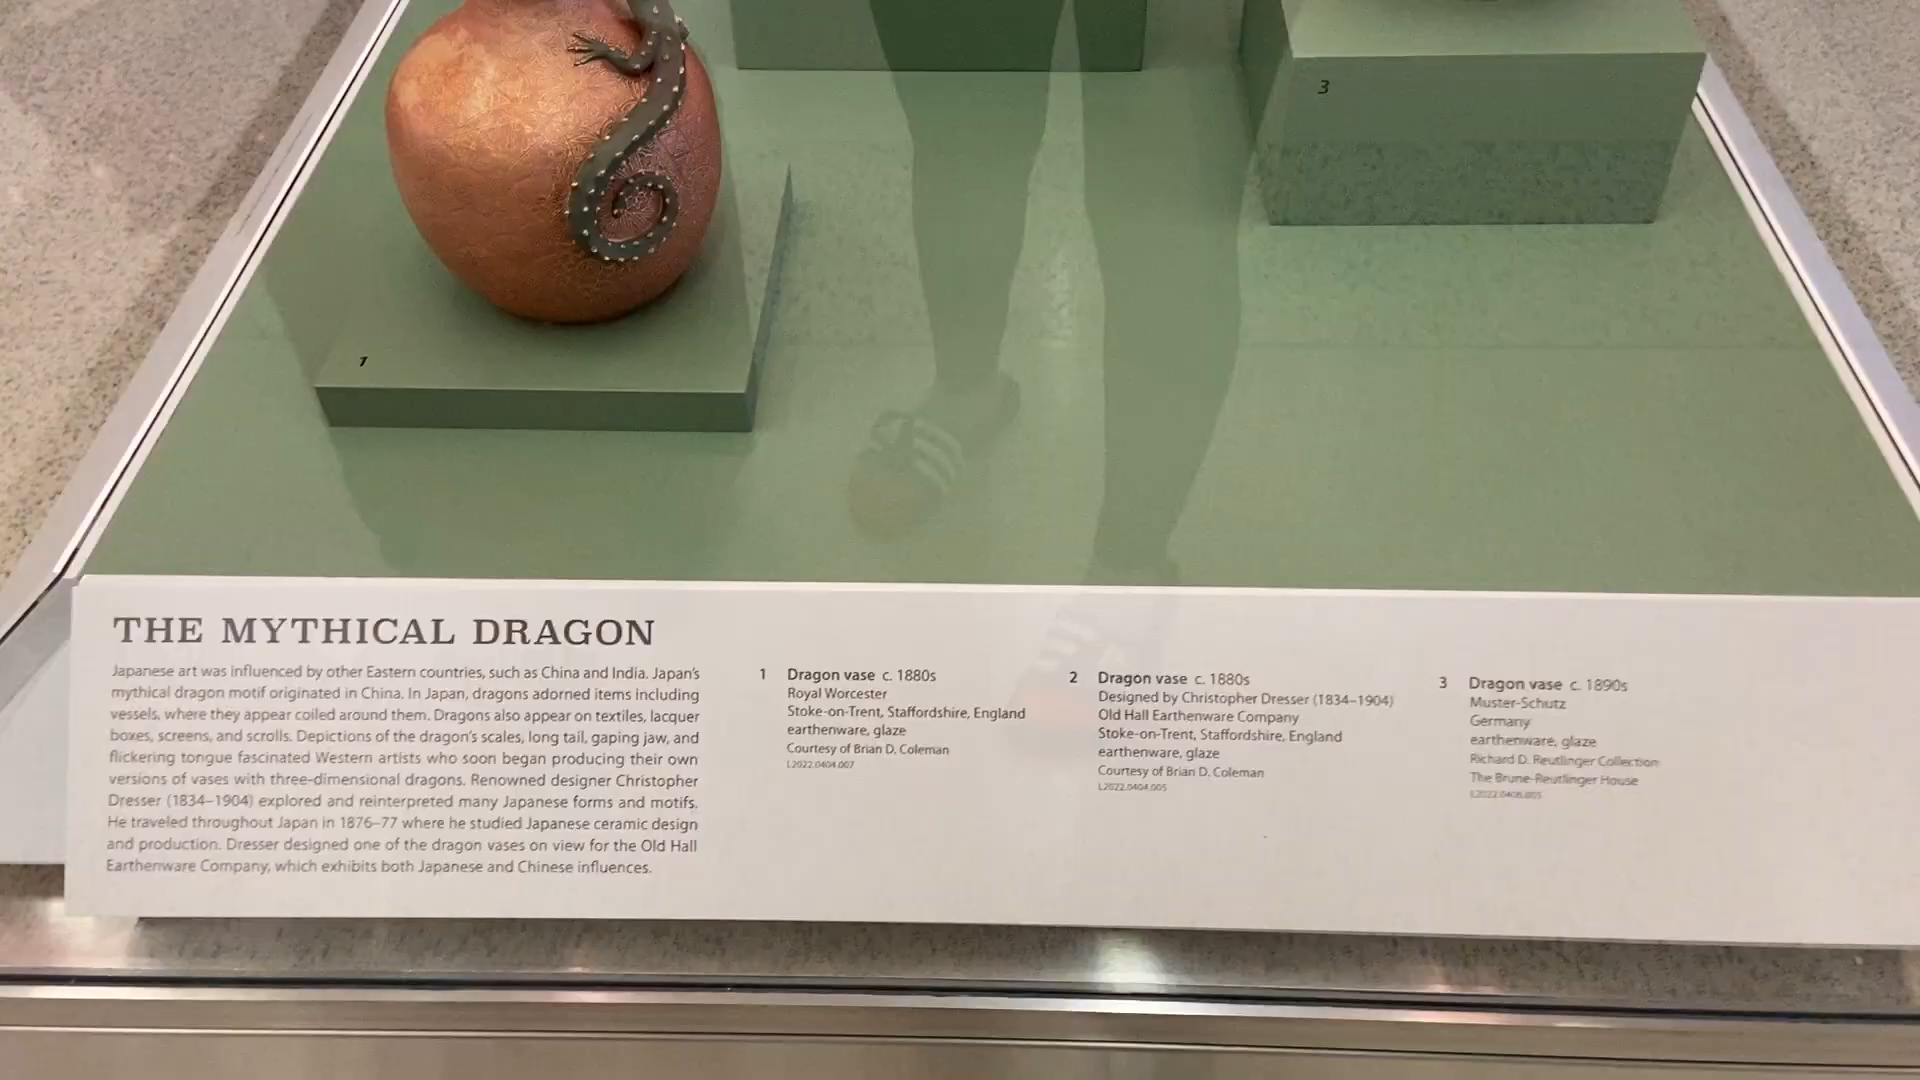 3
1
THE MYTHICAL DRAGON
Japanese art was influenced by other Eastern countries, such as China and India. Japan's
mythical dragon motif originated in China. In Japan, dragons adorned items including
vessels, where they appear coiled around them. Dragons also appear on textiles, lacquer
boxes, screens, and scrolls. Depictions of the dragon's scales, long tail, gaping jaw, and
flickering tongue fascinated Western artists who soon began producing their own
versions of vases with three-dimensional dragons. Renowned designer Christopher
Dresser (1834–1904) explored and reinterpreted many Japanese forms and motifs.
He traveled throughout Japan in 1876–77 where he studied Japanese ceramic design
and production. Dresser designed one of the dragon vases on view for the Old Hall
Earthenware Company, which exhibits both Japanese and Chinese influences.
1 Dragon vase c. 1880s
Royal Worcester
Stoke-on-Trent, Staffordshire, England
earthenware, glaze
Courtesy of Brian D. Coleman
L2022.0404.007
2 Dragon vase c. 1880s
Designed by Christopher Dresser (1834–1904)
Old Hall Earthenware Company
Stoke-on-Trent, Staffordshire, England
earthenware, glaze
Courtesy of Brian D. Coleman
L2022.0404.005
3 Dragon vase c. 1890s
Muster-Schutz
Germany
earthenware, glaze
Richard D. Reutlinger Collection
The Brune-Reutlinger House